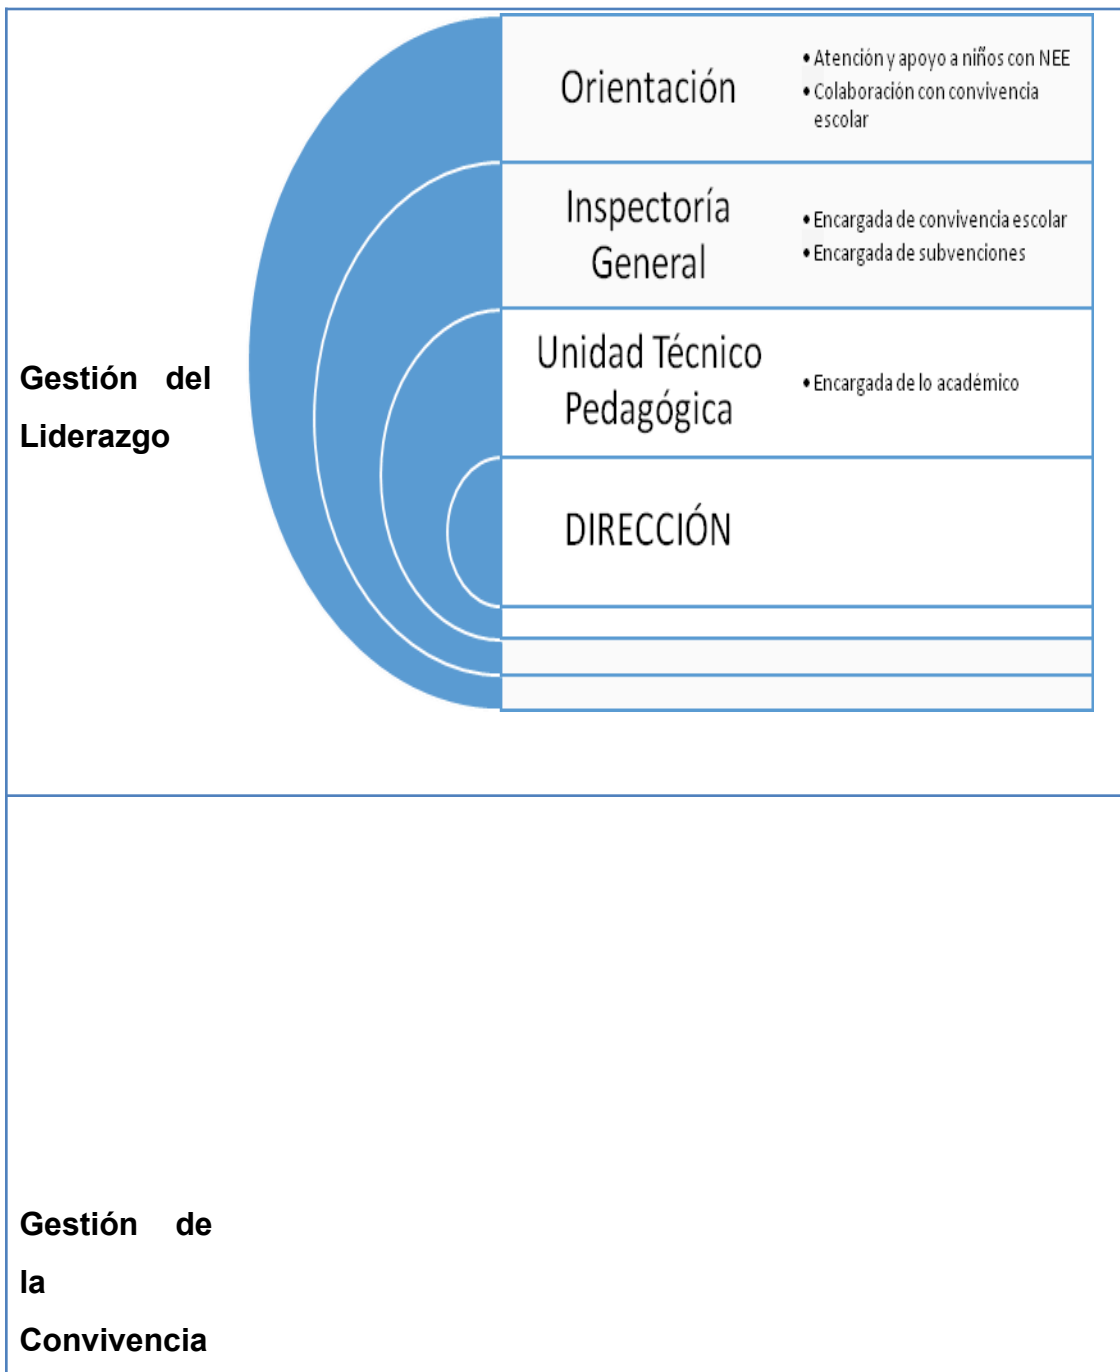 Gestión del
Liderazgo
Orientación
• Atención y apoyo a niños con NEE
• Colaboración con convivencia
escolar
Inspectoría
General
• Encargada de convivencia escolar
• Encargada de subvenciones
Unidad Técnico
Pedagógica
• Encargada de lo académico
DIRECCIÓN
Gestión de
la
Convivencia